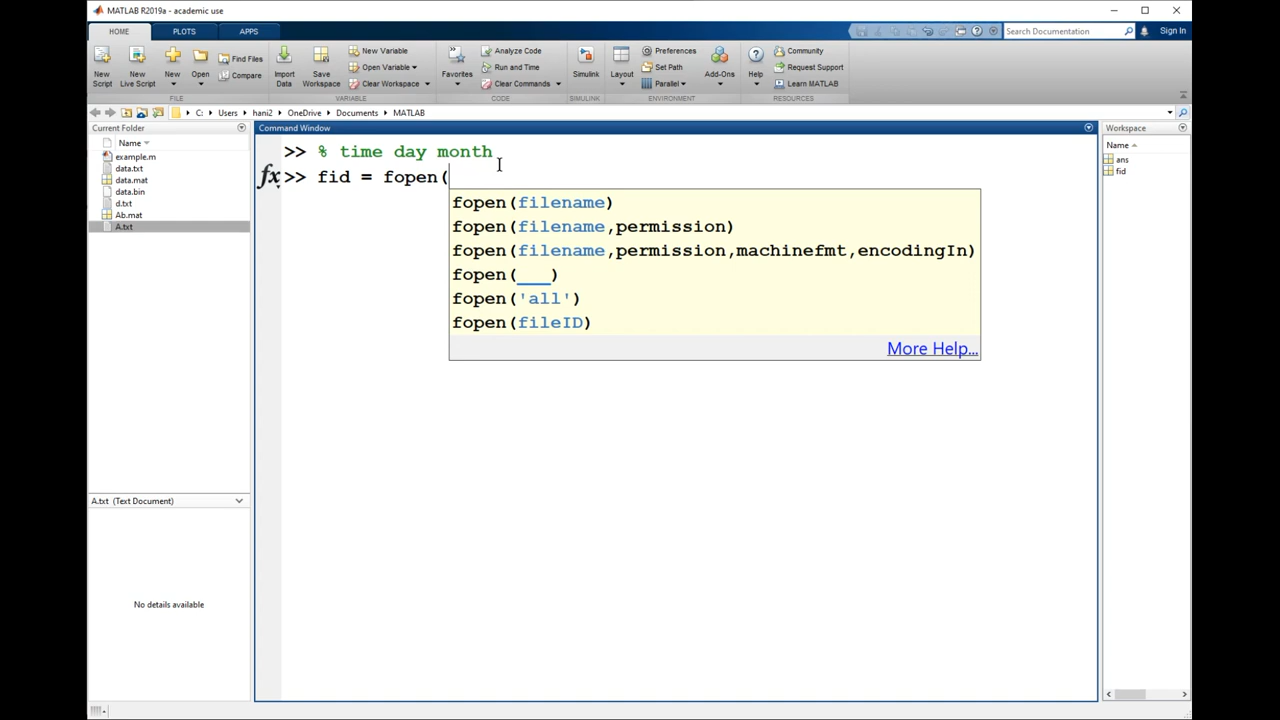 MATLAB R2019a - academic use
HOME PLOTS APPS
Search Documentation
Sign In
New Script
New Live Script
New
Open
Find Files
Compare
FILE
Import Data
Save Workspace
New Variable
Open Variable
Clear Workspace
VARIABLE
Favorites
Analyze Code
Run and Time
Clear Commands
CODE
Simulink
SIMULINK
Layout
Preferences
Set Path
Parallel
Add-Ons
ENVIRONMENT
Help
Community
Request Support
Learn MATLAB
RESOURCES
C: Users hani2 OneDrive Documents MATLAB
Current Folder
Name
example.m
data.txt
data.mat
data.bin
d.txt
Ab.mat
A.txt
A.txt (Text Document)
No details available
Command Window
>> % time day month
fx >> fid = fopen(
fopen(filename)
fopen(filename,permission)
fopen(filename,permission,machinefmt,encodingIn)
fopen(___)
fopen('all')
fopen(fileID)
More Help...
Workspace
Name
ans
fid